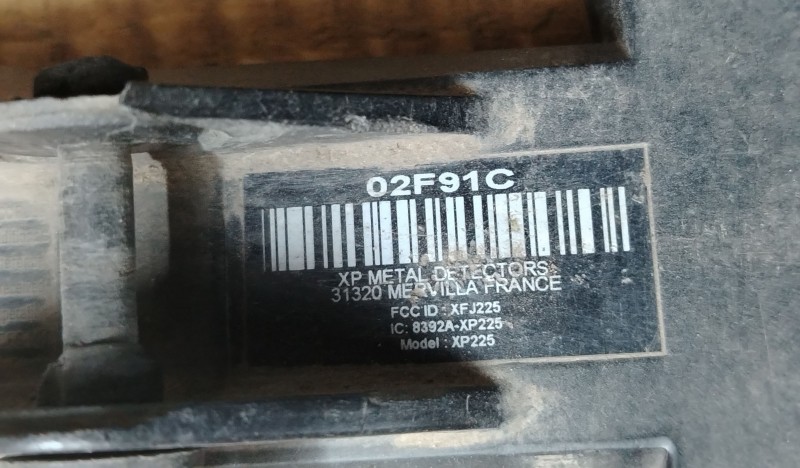 02F91C
XP METAL DETECTORS
31320 MERVILLA FRANCE
FCC ID : XFJ225
IC: 8392A-XP225
Model : XP225